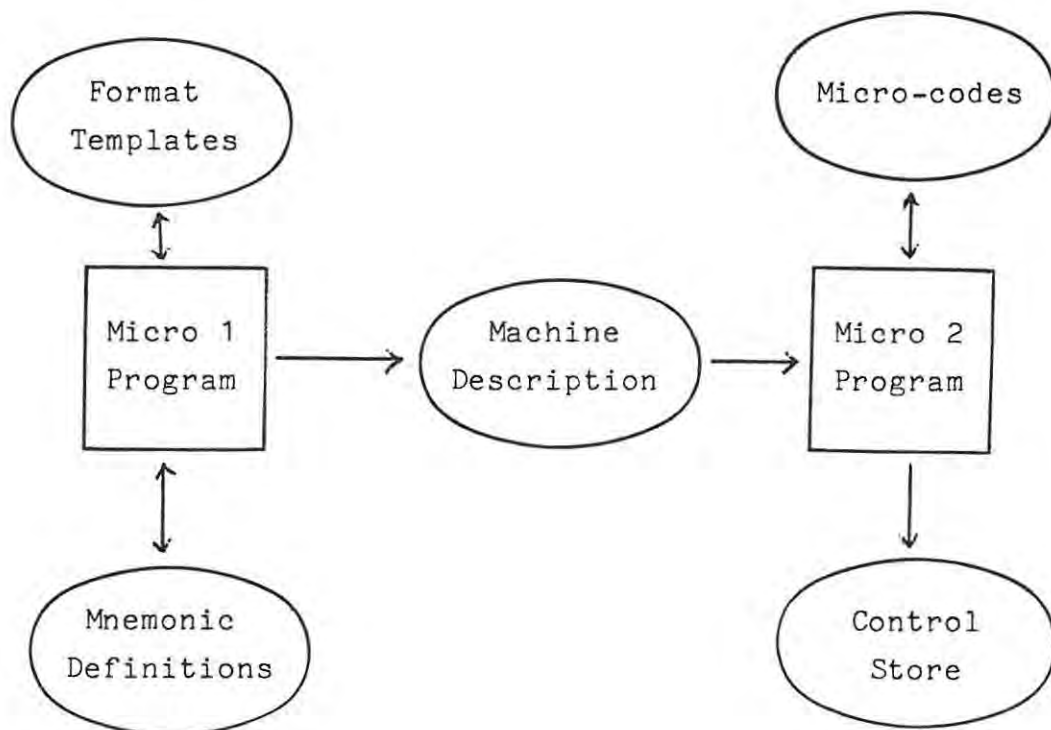 Format
Templates
Micro-codes
Micro 1
Program
Machine
Description
Micro 2
Program
Mnemonic
Definitions
Control
Store